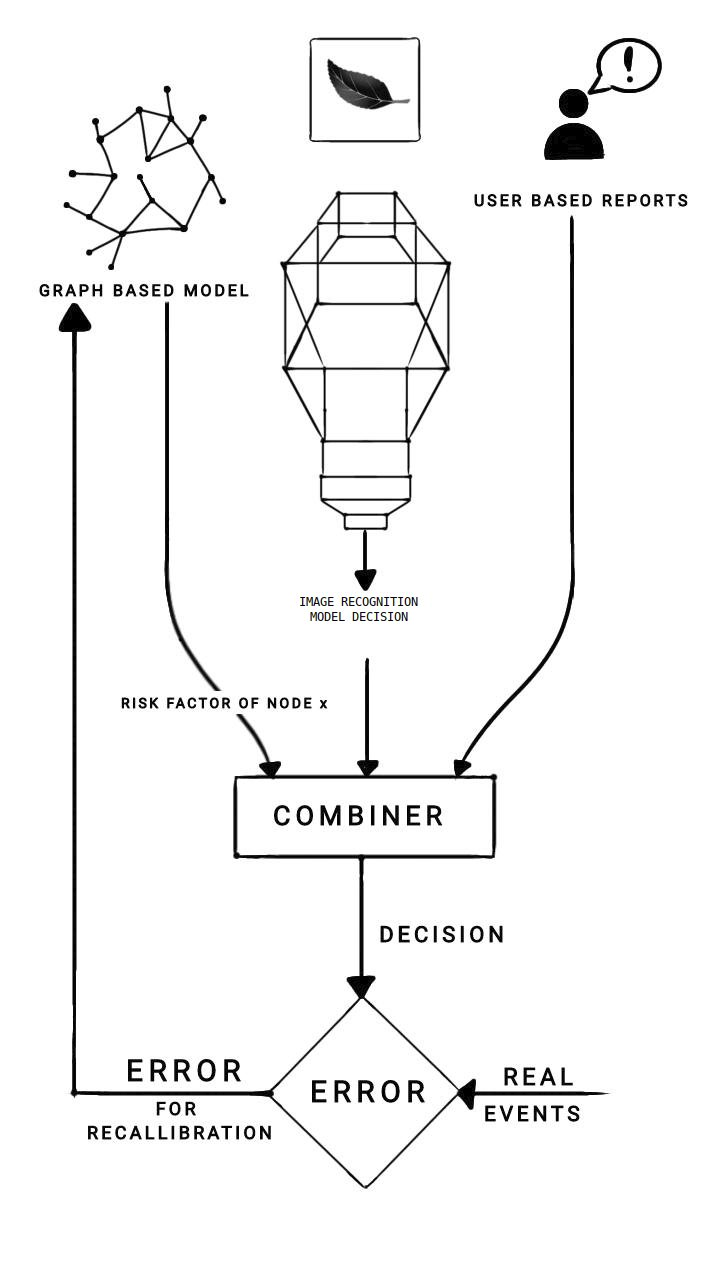 !
USER BASED REPORTS
GRAPH BASED MODEL
IMAGE RECOGNITION
MODEL DECISION
RISK FACTOR OF NODE x
COMBINER
DECISION
ERROR
FOR
RECALLIBRATION
ERROR
REAL
EVENTS